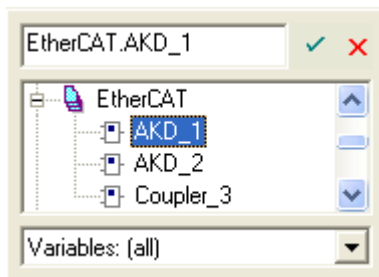 EtherCAT.AKD_1
EtherCAT
AKD_1
AKD_2
Coupler_3
Variables: (all)